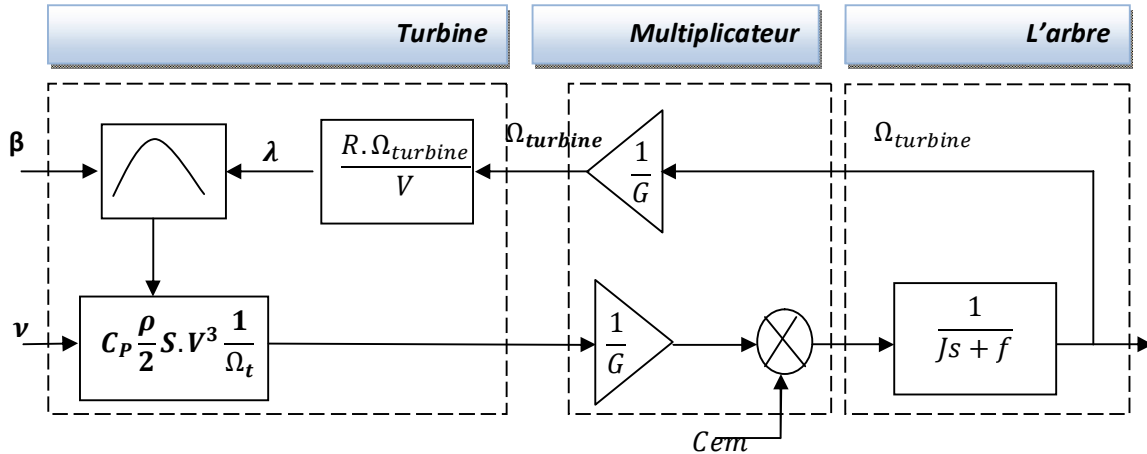 Turbine
Multiplicateur
L'arbre
β
λ
R.Ω_turbine / V
Ω_turbine
1/G
Ω_turbine
ν
C_P ρ/2 S.V³ 1/Ω_t
1/G
1/(Js + f)
Cem